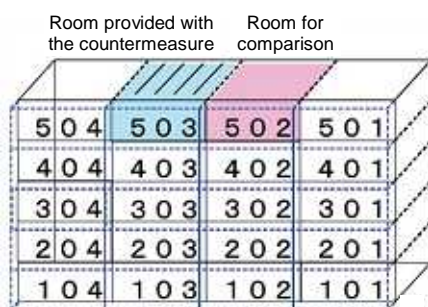 Room provided with the countermeasure
Room for comparison
504 503 502 501
404 403 402 401
304 303 302 301
204 203 202 201
104 103 102 101